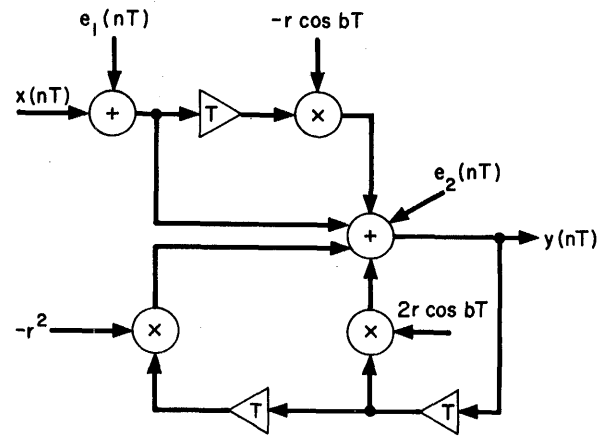 e₁(nT)
-r cos bT
x(nT)
+
T
×
e₂(nT)
+
y(nT)
-r²
×
×
2r cos bT
T
T